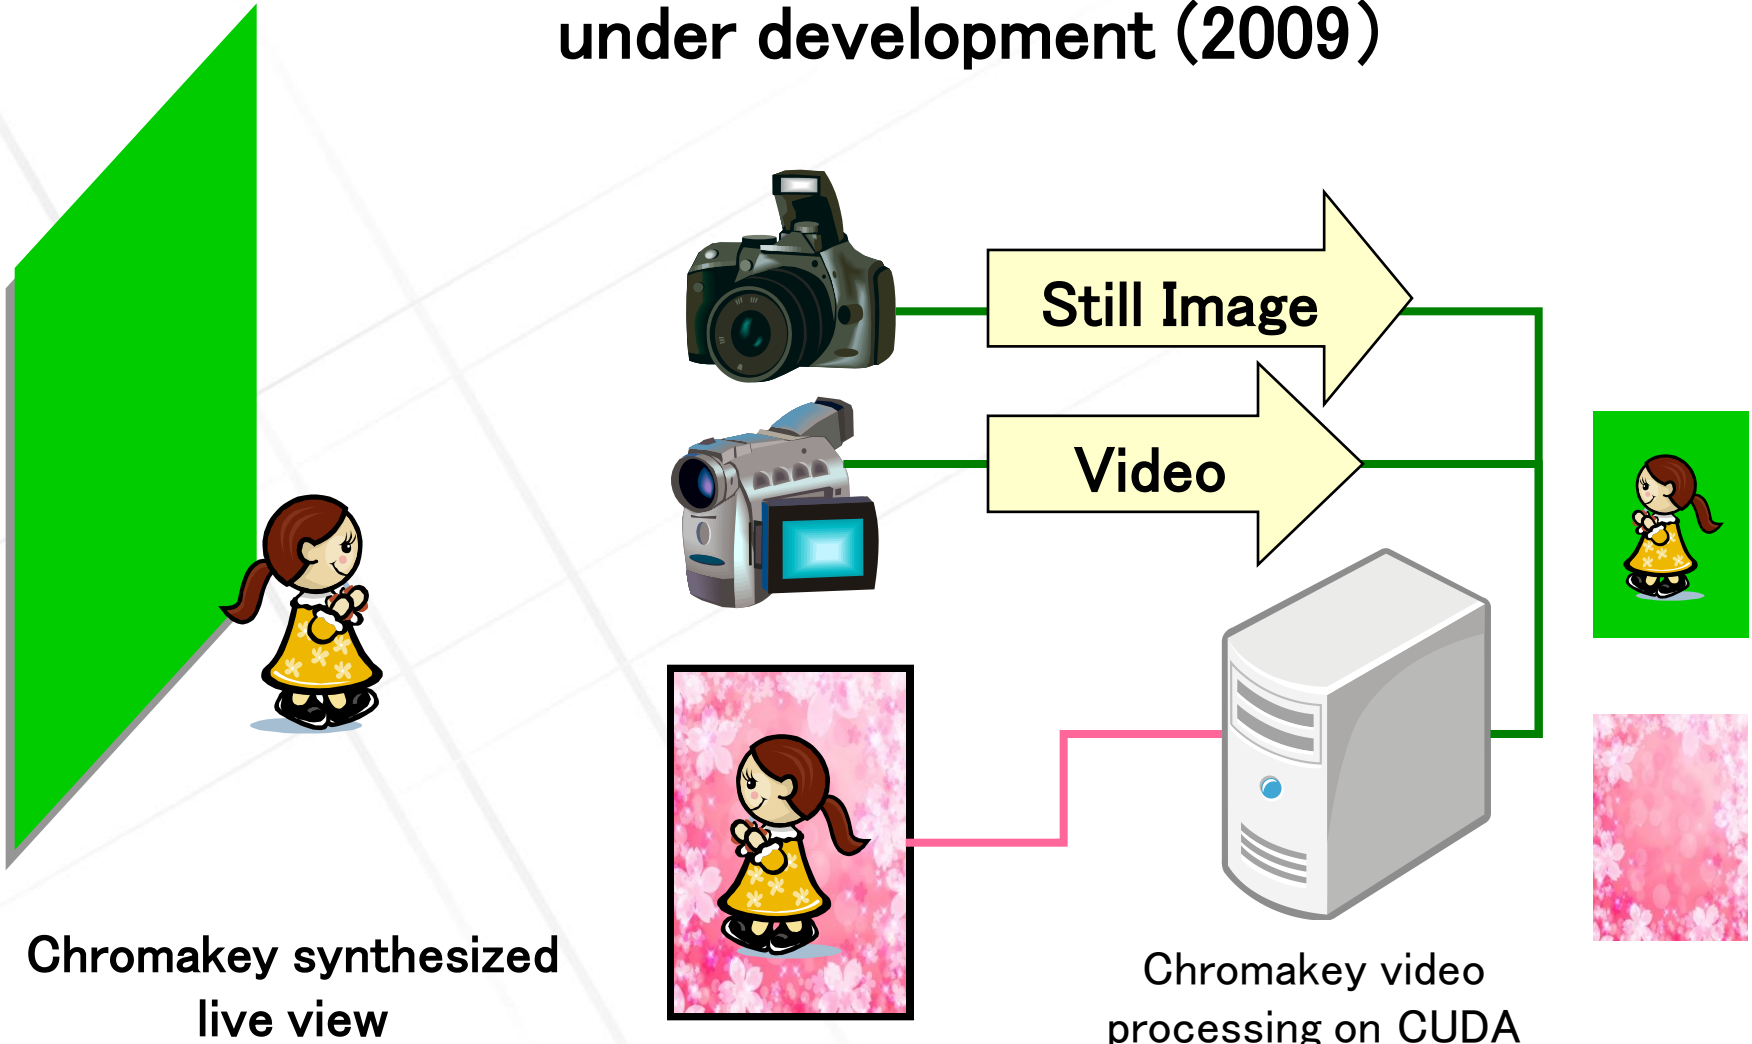 under development (2009)
Still Image
Video
Chromakey synthesized
live view
Chromakey video
processing on CUDA